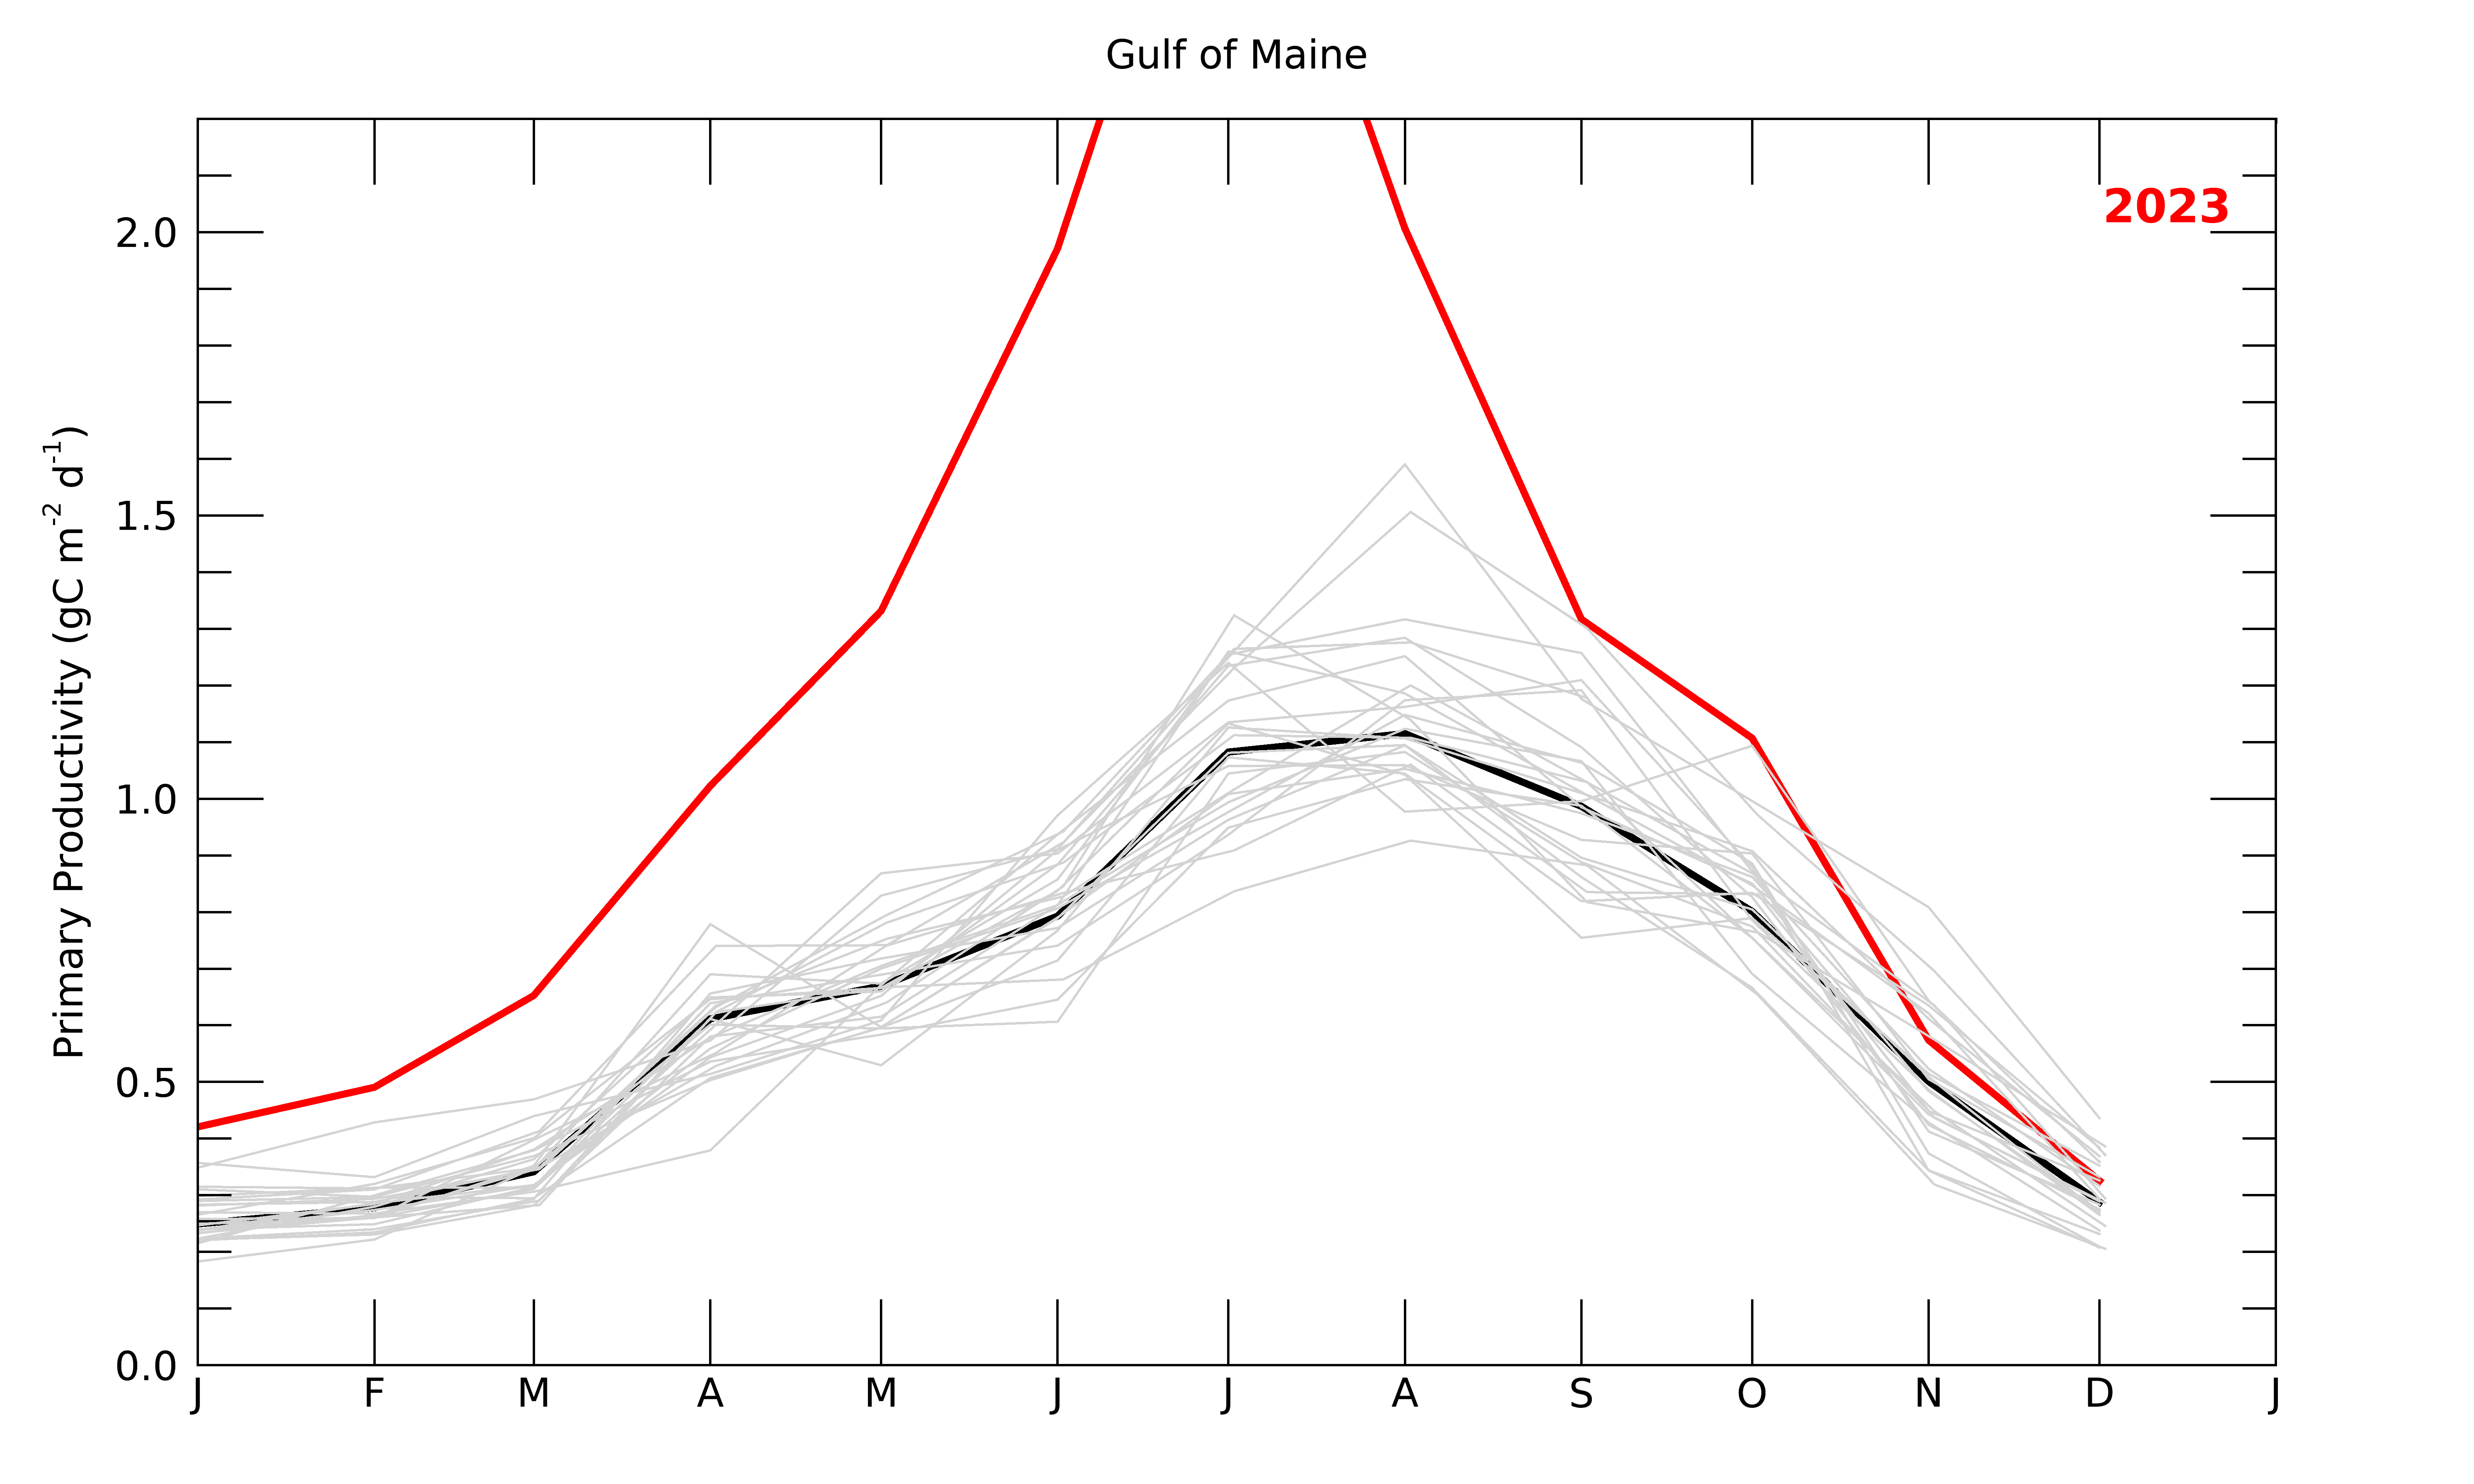 Gulf of Maine
2023
Primary Productivity (gC m-2 d-1)
2.0
1.5
1.0
0.5
0.0
J F M A M J J A S O N D J